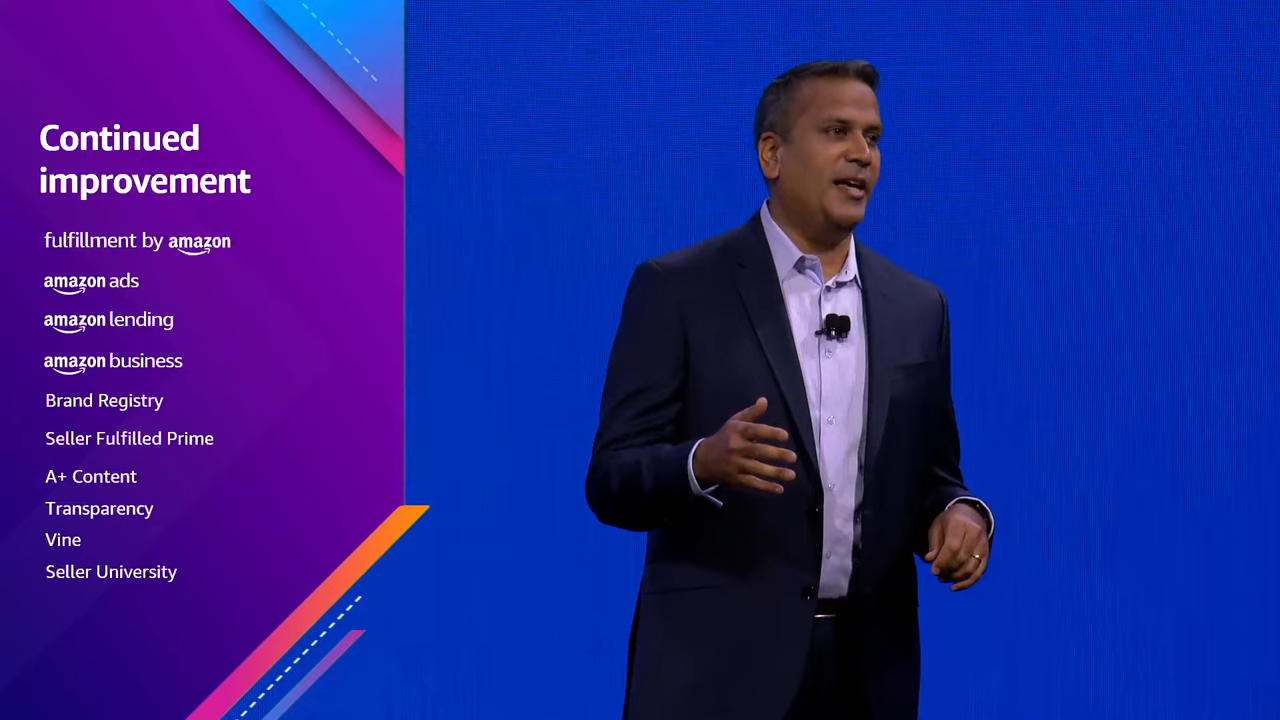 Continued
improvement
fulfillment by amazon
amazon ads
amazon lending
amazon business
Brand Registry
Seller Fulfilled Prime
A+ Content
Transparency
Vine
Seller University